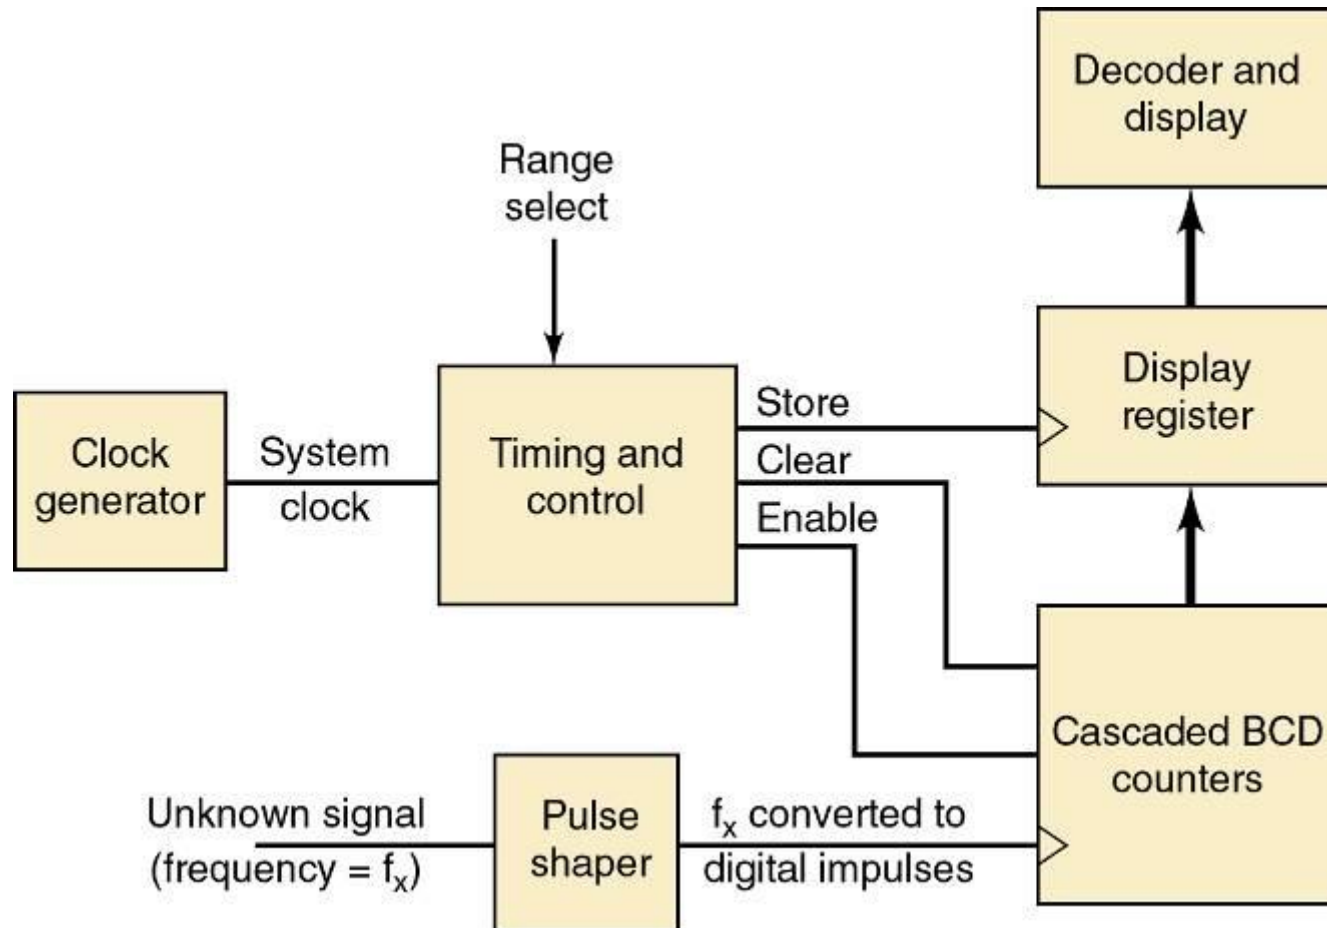 Decoder and
display
Range
select
Display
register
Store
Clear
Enable
Clock
generator
System
clock
Timing and
control
Cascaded BCD
counters
Unknown signal
(frequency = fx)
Pulse
shaper
fx converted to
digital impulses